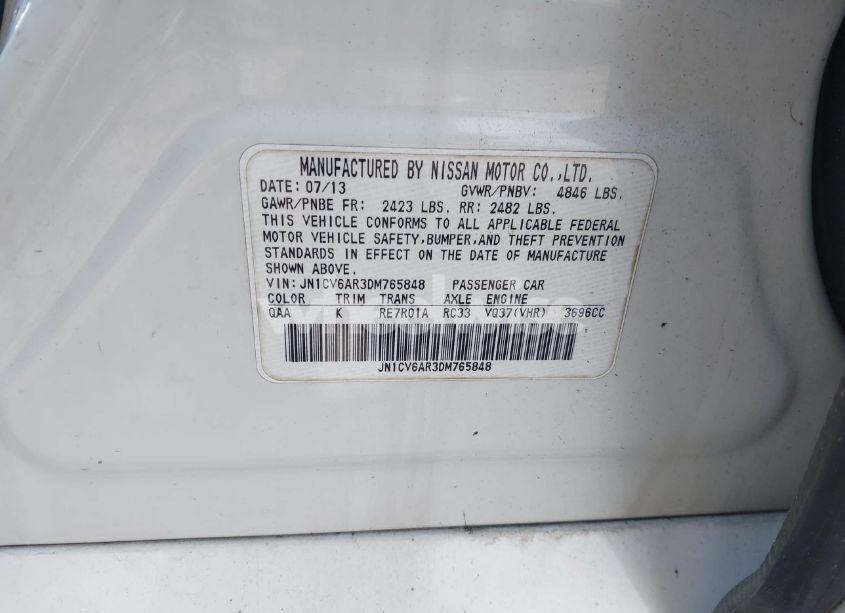 MANUFACTURED BY NISSAN MOTOR CO.,LTD.
DATE: 07/13 GVWR/PNBV: 4846 LBS.
GAWR/PNBE FR: 2423 LBS. RR: 2482 LBS.
THIS VEHICLE CONFORMS TO ALL APPLICABLE FEDERAL
MOTOR VEHICLE SAFETY,BUMPER,AND THEFT PREVENTION
STANDARDS IN EFFECT ON THE DATE OF MANUFACTURE
SHOWN ABOVE.
VIN:JN1CV6AR3DM765848 PASSENGER CAR
COLOR TRIM TRANS AXLE ENGINE
QAA K RE7R01A RC33 VQ37(VHR) 3696CC
JN1CV6AR3DM765848